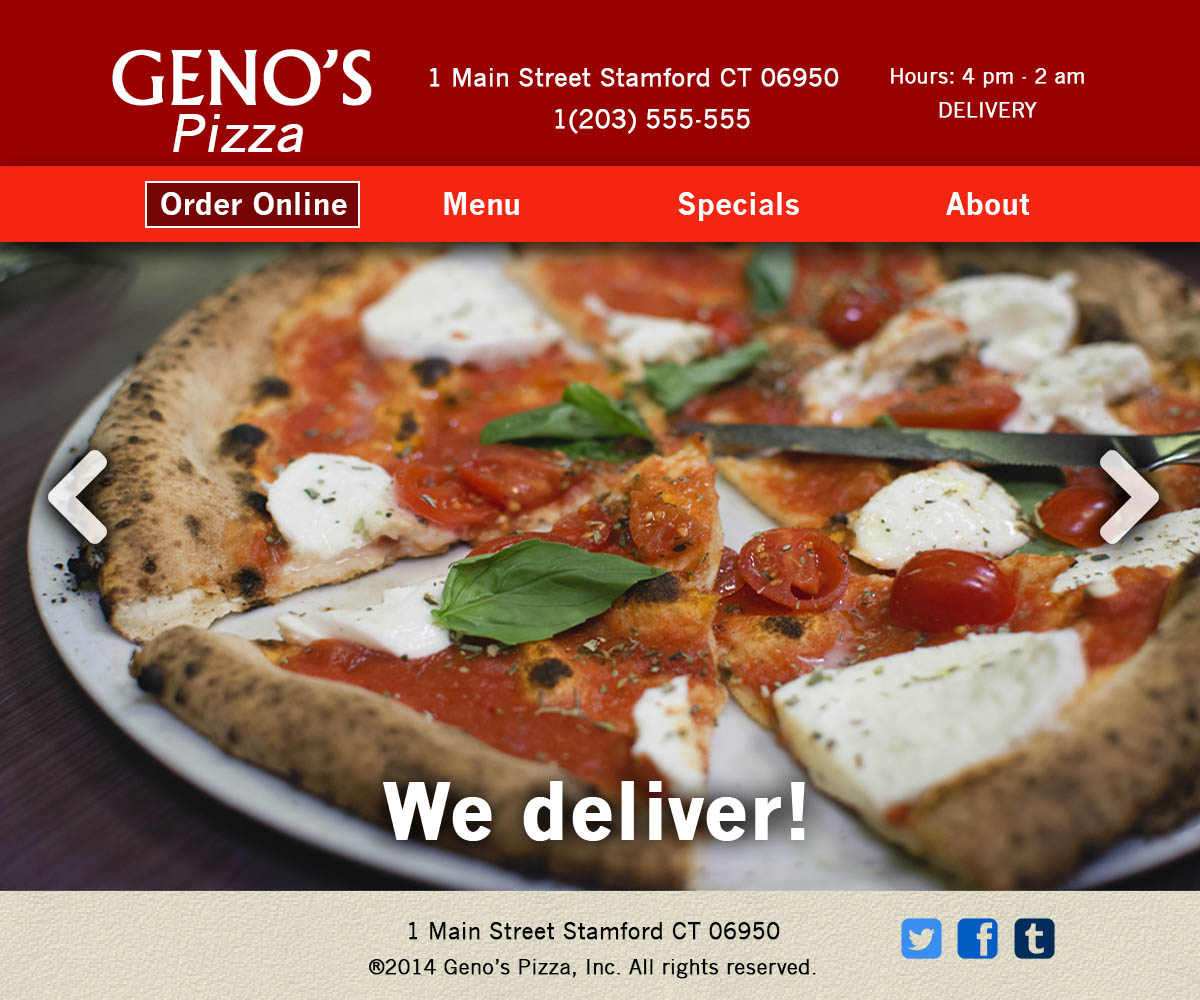 GENO'S
Pizza
1 Main Street Stamford CT 06950
1(203) 555-555
Hours: 4 pm - 2 am
DELIVERY
Order Online
Menu
Specials
About
We deliver!
1 Main Street Stamford CT 06950
®2014 Geno's Pizza, Inc. All rights reserved.